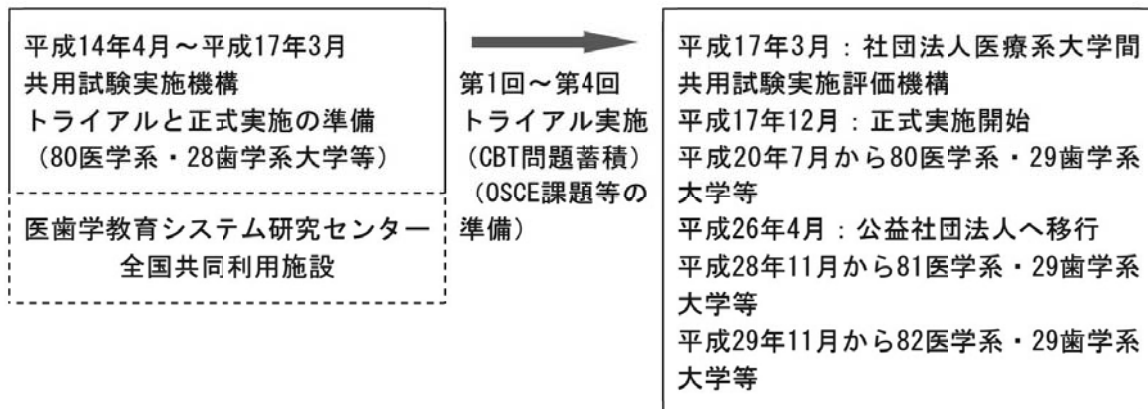 平成14年4月～平成17年3月
共用試験実施機構
トライアルと正式実施の準備
（80医学系・28歯学系大学等）
医歯学教育システム研究センター
全国共同利用施設
第1回～第4回
トライアル実施
（CBT問題蓄積）
（OSCE課題等の
準備）
平成17年3月：社団法人医療系大学間
共用試験実施評価機構
平成17年12月：正式実施開始
平成20年7月から80医学系・29歯学系
大学等
平成26年4月：公益社団法人へ移行
平成28年11月から81医学系・29歯学系
大学等
平成29年11月から82医学系・29歯学系
大学等